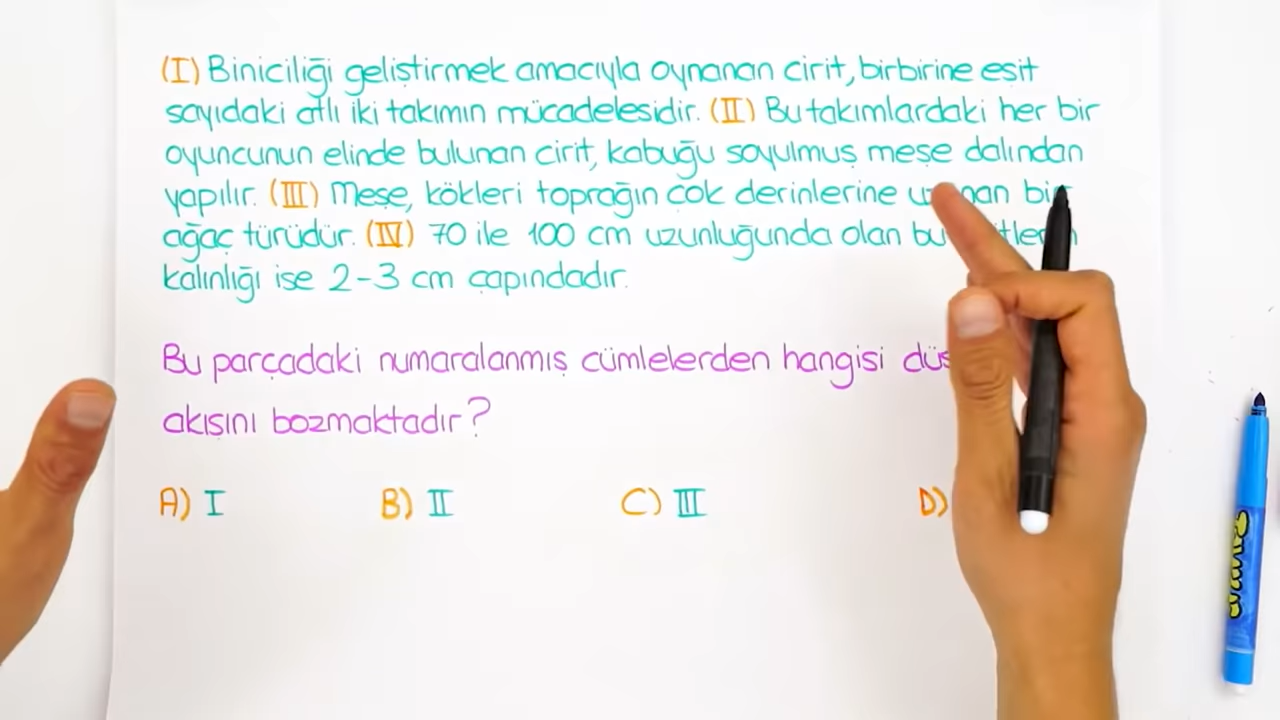 (I) Biniciliği geliştirmek amacıyla oynanan cirit, birbirine eşit
sayıdaki atlı iki takımın mücadelesidir. (II) Bu takımlardaki her bir
oyuncunun elinde bulunan cirit, kabuğu soyulmuş meşe dalından
yapılır. (III) Meşe, kökleri toprağın çok derinlerine bir
ağaç türüdür. (IV) 70 ile 100 cm uzunluğunda olan bu
kalınlığı ise 2-3 cm çapındadır.
Bu parçadaki numaralanmış cümlelerden hangisi
akışını bozmaktadır?
A) I B) II C) III D)